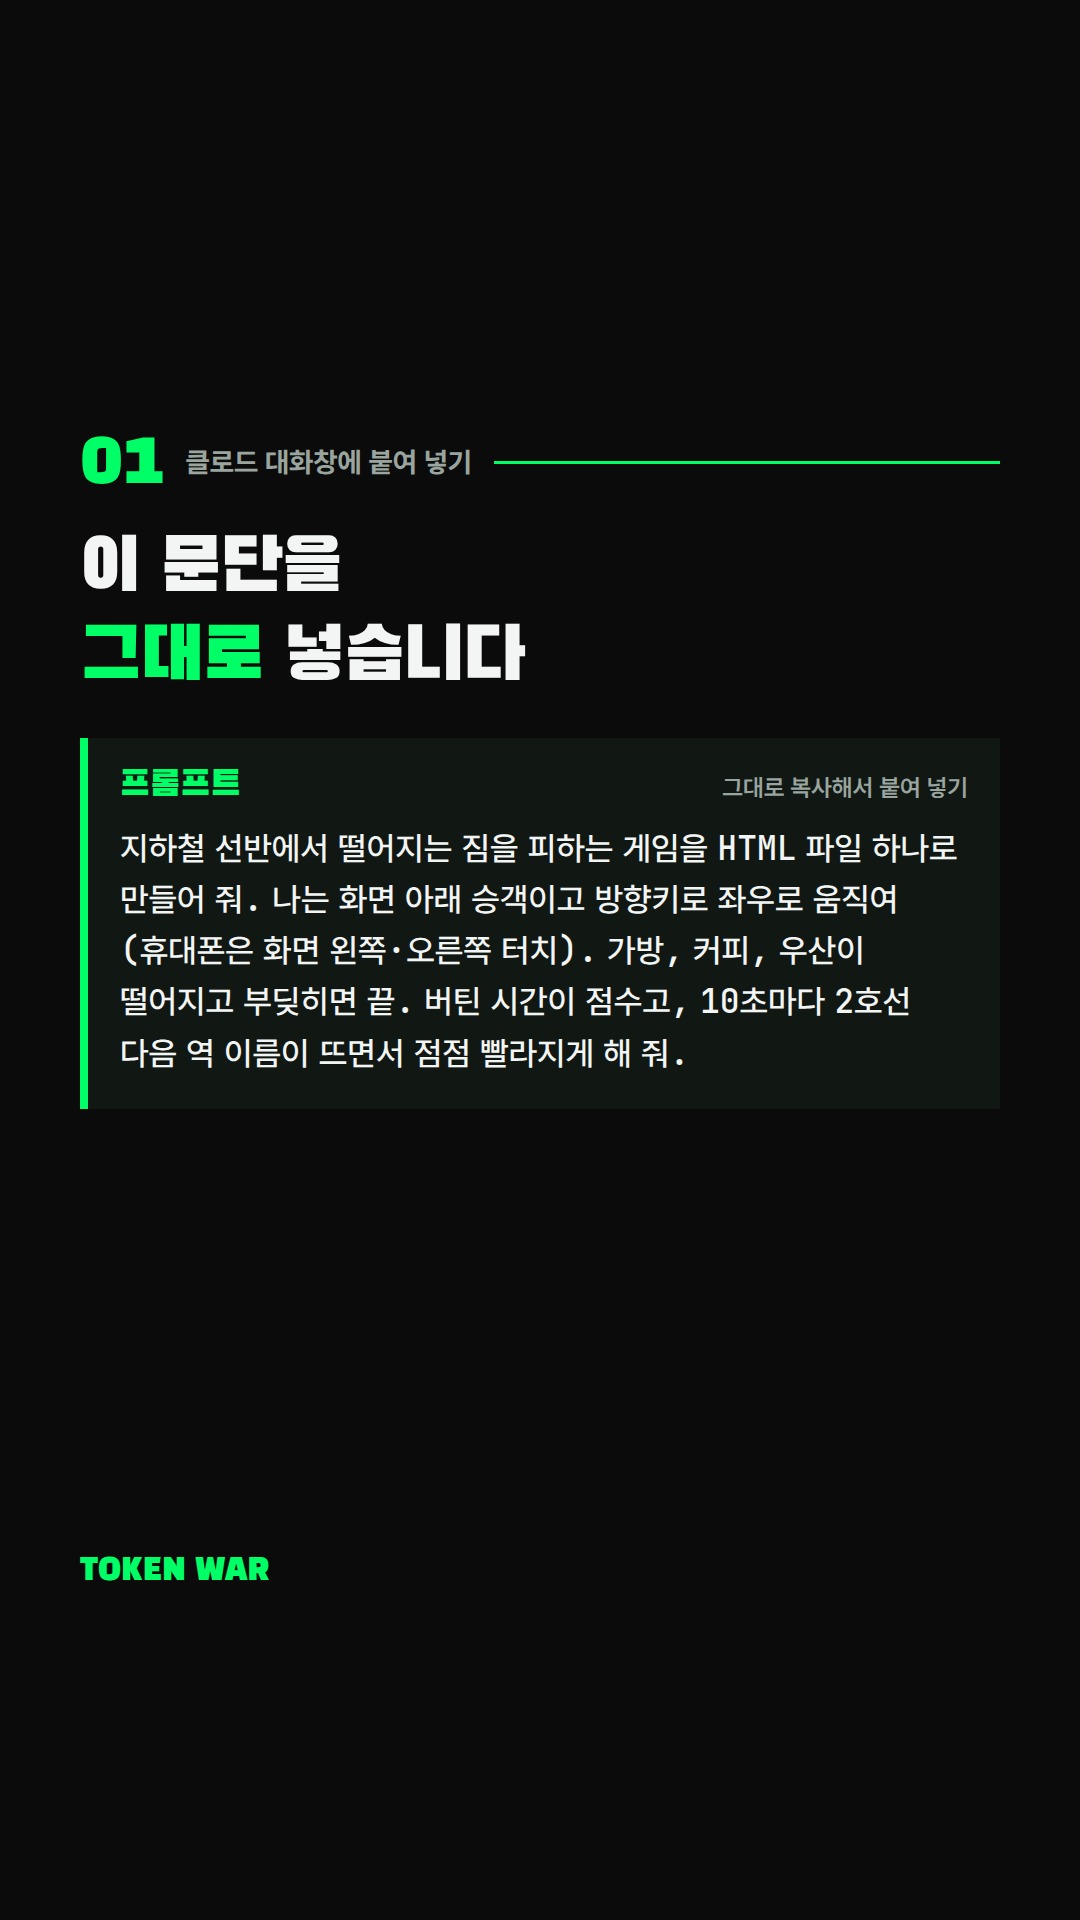 01 클로드 대화창에 붙여 넣기
이 문단을
그대로 넣습니다
프롬프트
그대로 복사해서 붙여 넣기
지하철 선반에서 떨어지는 짐을 피하는 게임을 HTML 파일 하나로
만들어 줘. 나는 화면 아래 승객이고 방향키로 좌우로 움직여
(휴대폰은 화면 왼쪽·오른쪽 터치). 가방, 커피, 우산이
떨어지고 부딪히면 끝. 버틴 시간이 점수고, 10초마다 2호선
다음 역 이름이 뜨면서 점점 빨라지게 해 줘.
TOKEN WAR